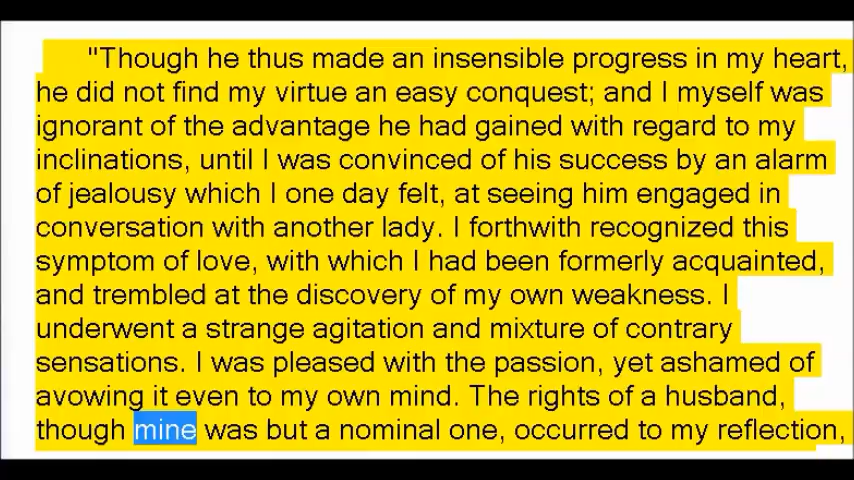 "Though he thus made an insensible progress in my heart,
he did not find my virtue an easy conquest; and I myself was
ignorant of the advantage he had gained with regard to my
inclinations, until I was convinced of his success by an alarm
of jealousy which I one day felt, at seeing him engaged in
conversation with another lady. I forthwith recognized this
symptom of love, with which I had been formerly acquainted,
and trembled at the discovery of my own weakness. I
underwent a strange agitation and mixture of contrary
sensations. I was pleased with the passion, yet ashamed of
avowing it even to my own mind. The rights of a husband,
though mine was but a nominal one, occurred to my reflection,